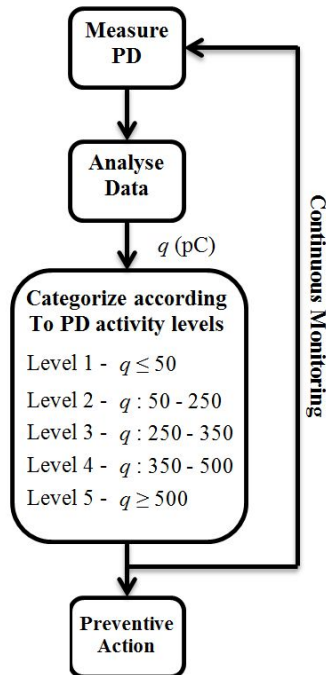 Measure
PD
Analyse
Data
q (pC)
Categorize according
To PD activity levels
Level 1 - q ≤ 50
Level 2 - q : 50 - 250
Level 3 - q : 250 - 350
Level 4 - q : 350 - 500
Level 5 - q ≥ 500
Preventive
Action
Continuous Monitoring